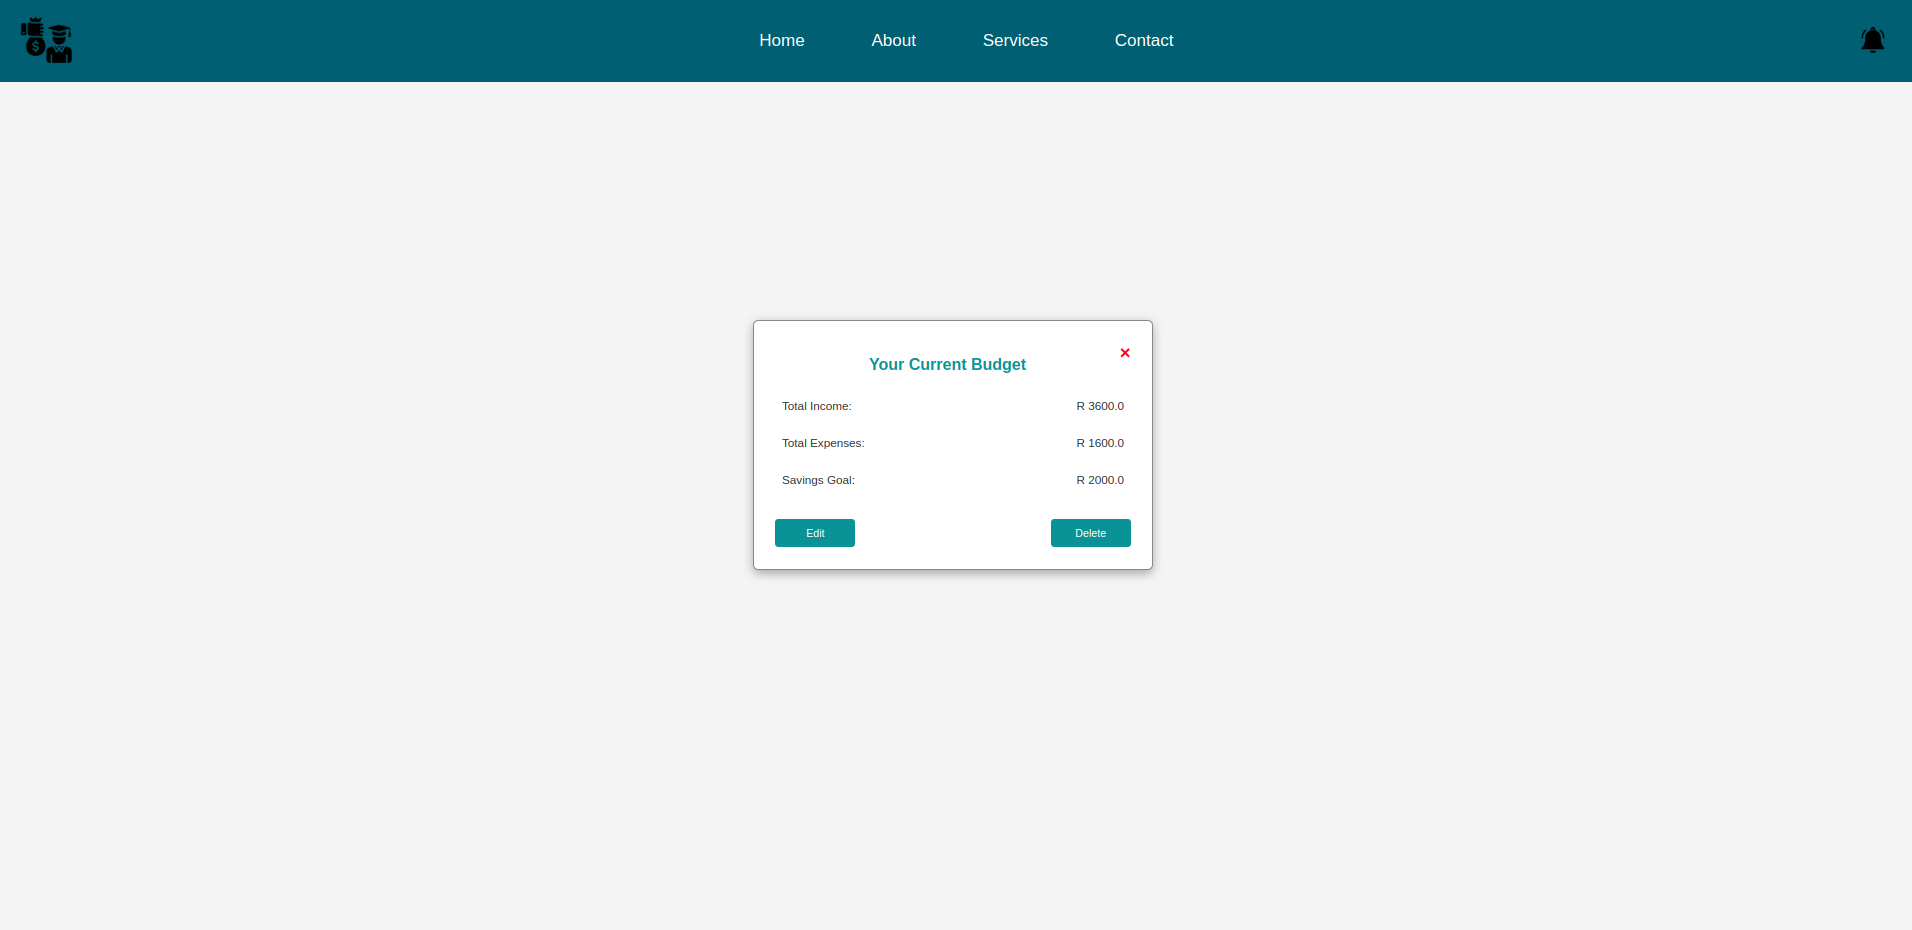 Home About Services Contact
$
×
Your Current Budget
Total Income: R 3600.0
Total Expenses: R 1600.0
Savings Goal: R 2000.0
Edit Delete